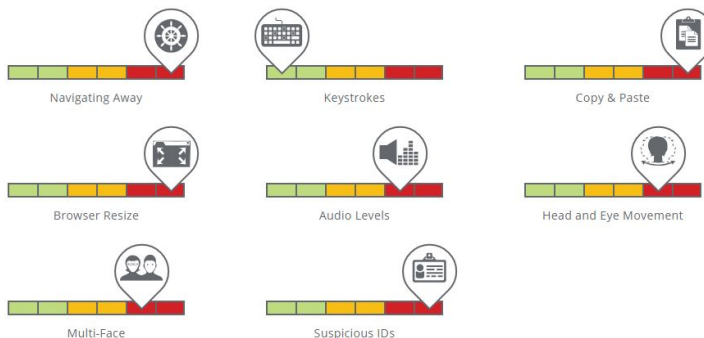 Navigating Away
Keystrokes
Copy & Paste
Browser Resize
Audio Levels
Head and Eye Movement
Multi-Face
Suspicious IDs